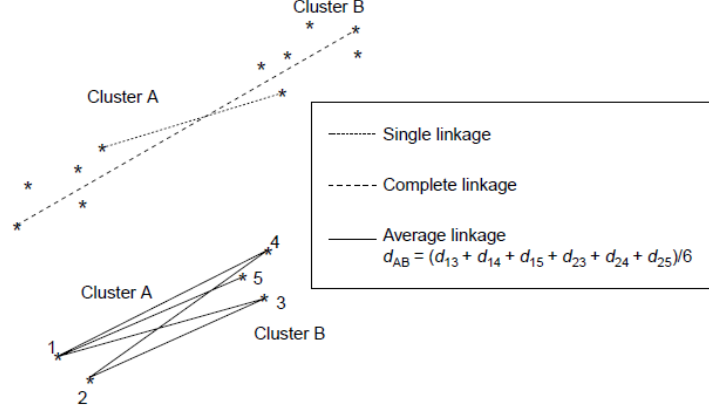 Cluster B
Cluster A
Single linkage
Complete linkage
Average linkage
d_AB = (d_13 + d_14 + d_15 + d_23 + d_24 + d_25)/6
4
5
Cluster A
3
Cluster B
1
2